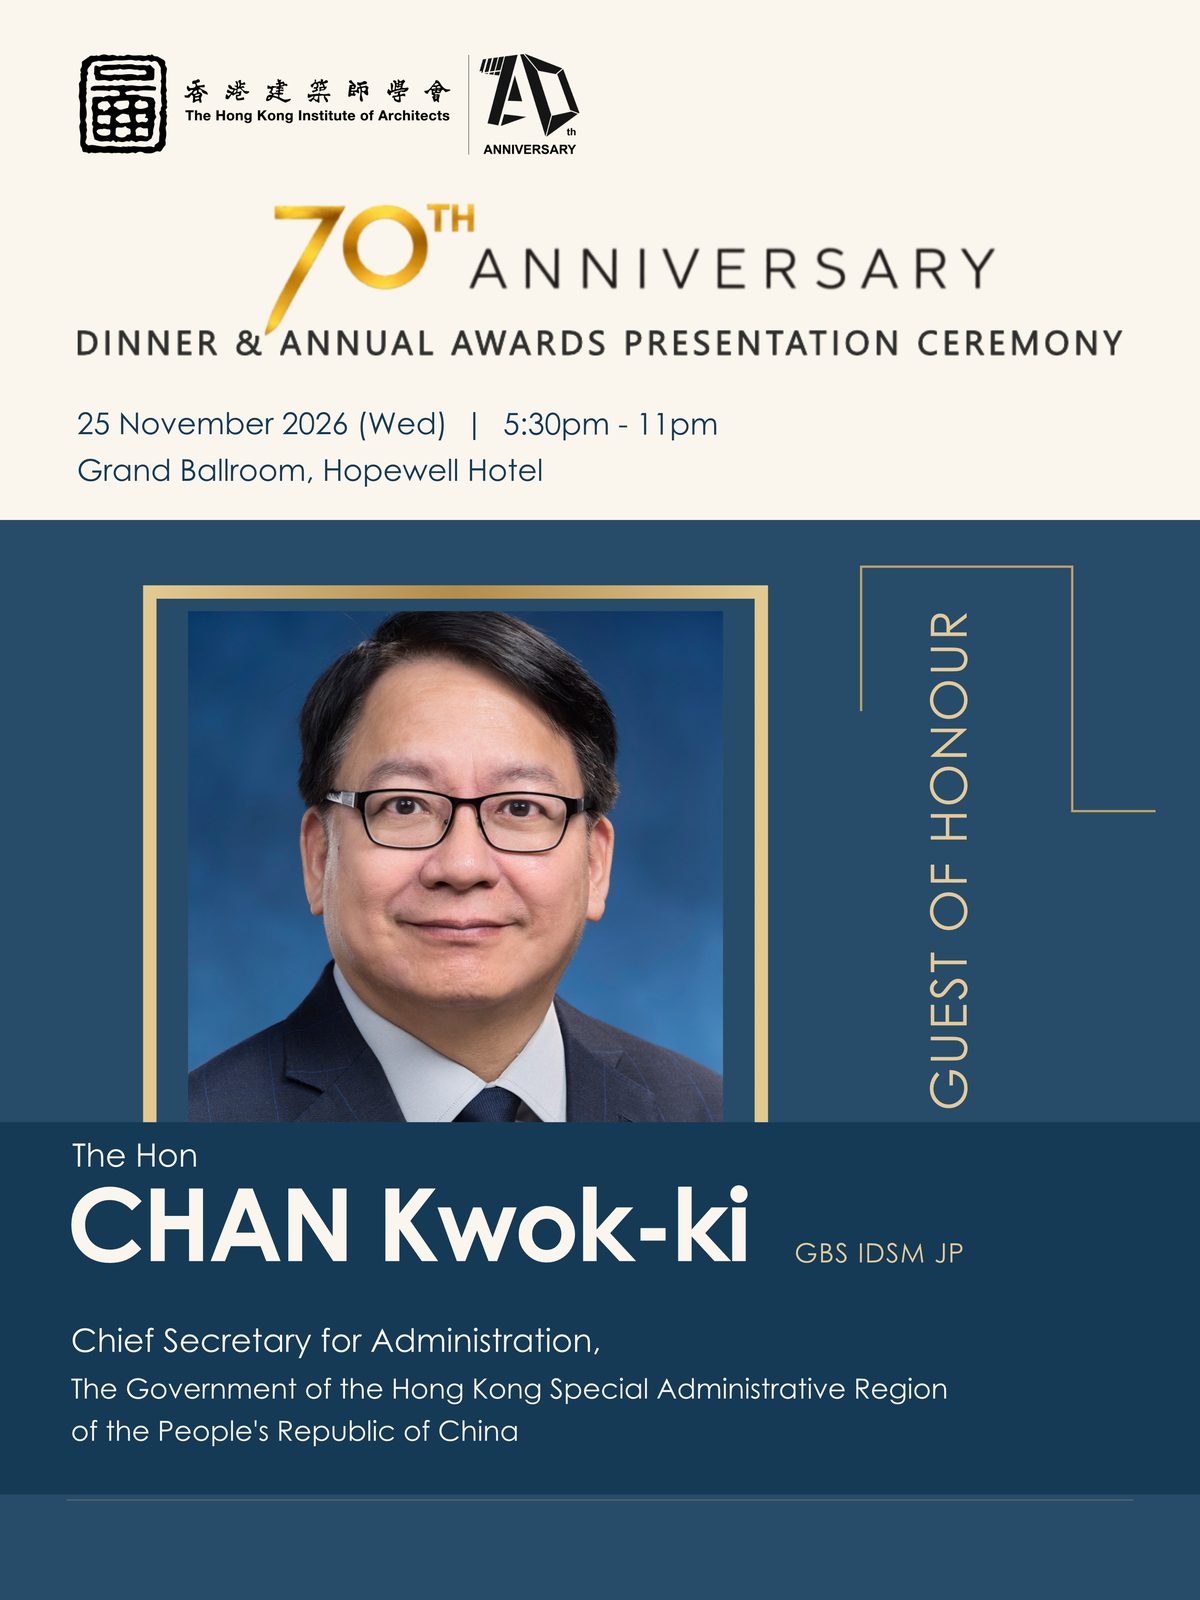 香港建築師學會
The Hong Kong Institute of Architects
70th
ANNIVERSARY
70TH ANNIVERSARY
DINNER & ANNUAL AWARDS PRESENTATION CEREMONY
25 November 2026 (Wed) | 5:30pm - 11pm
Grand Ballroom, Hopewell Hotel
GUEST OF HONOUR
The Hon
CHAN Kwok-ki GBS IDSM JP
Chief Secretary for Administration,
The Government of the Hong Kong Special Administrative Region
of the People's Republic of China